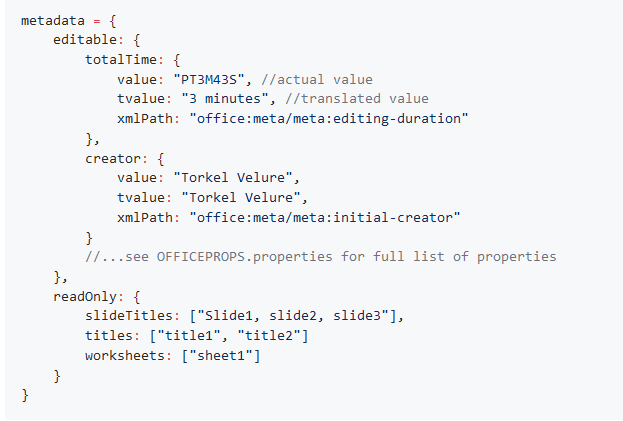 metadata = {
    editable: {
        totalTime: {
            value: "PT3M43S", //actual value
            tvalue: "3 minutes", //translated value
            xmlPath: "office:meta/meta:editing-duration"
        },
        creator: {
            value: "Torkel Velure",
            tvalue: "Torkel Velure",
            xmlPath: "office:meta/meta:initial-creator"
        }
        //...see OFFICEPROPS.properties for full list of properties
    },
    readOnly: {
        slideTitles: ["Slide1, slide2, slide3"],
        titles: ["title1", "title2"]
        worksheets: ["sheet1"]
    }
}